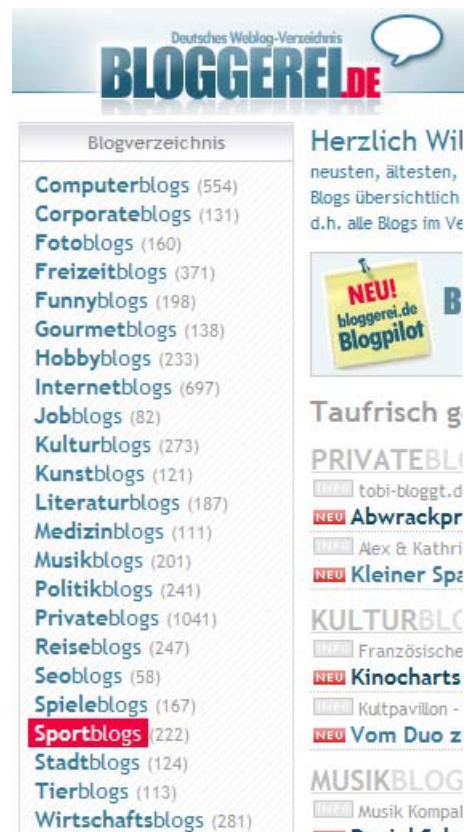 Deutsches Weblog-Verzeichnis
BLOGGEREI.DE
Blogverzeichnis
Computerblogs (554)
Corporateblogs (131)
Fotoblogs (160)
Freizeitblogs (371)
Funnyblogs (198)
Gourmetblogs (138)
Hobbyblogs (233)
Internetblogs (697)
Jobblogs (82)
Kulturblogs (273)
Kunstblogs (121)
Literaturblogs (187)
Medizinblogs (111)
Musikblogs (201)
Politikblogs (241)
Privateblogs (1041)
Reiseblogs (247)
Seoblogs (58)
Spieleblogs (167)
Sportblogs (222)
Stadtblogs (124)
Tierblogs (113)
Wirtschaftsblogs (281)
Herzlich Wil
neusten, ältesten,
Blogs übersichtlich
d.h. alle Blogs im Ve
NEU!
bloggerei.de
Blogpilot
B
Taufrisch g
PRIVATEBLO
INFO tobi-bloggt.d
NEU Abwrackpr
INFO Alex & Kathri
NEU Kleiner Spa
KULTURBLO
INFO Französische
NEU Kinocharts
INFO Kultpavillon -
NEU Vom Duo z
MUSIKBLOG
INFO Musik Kompal